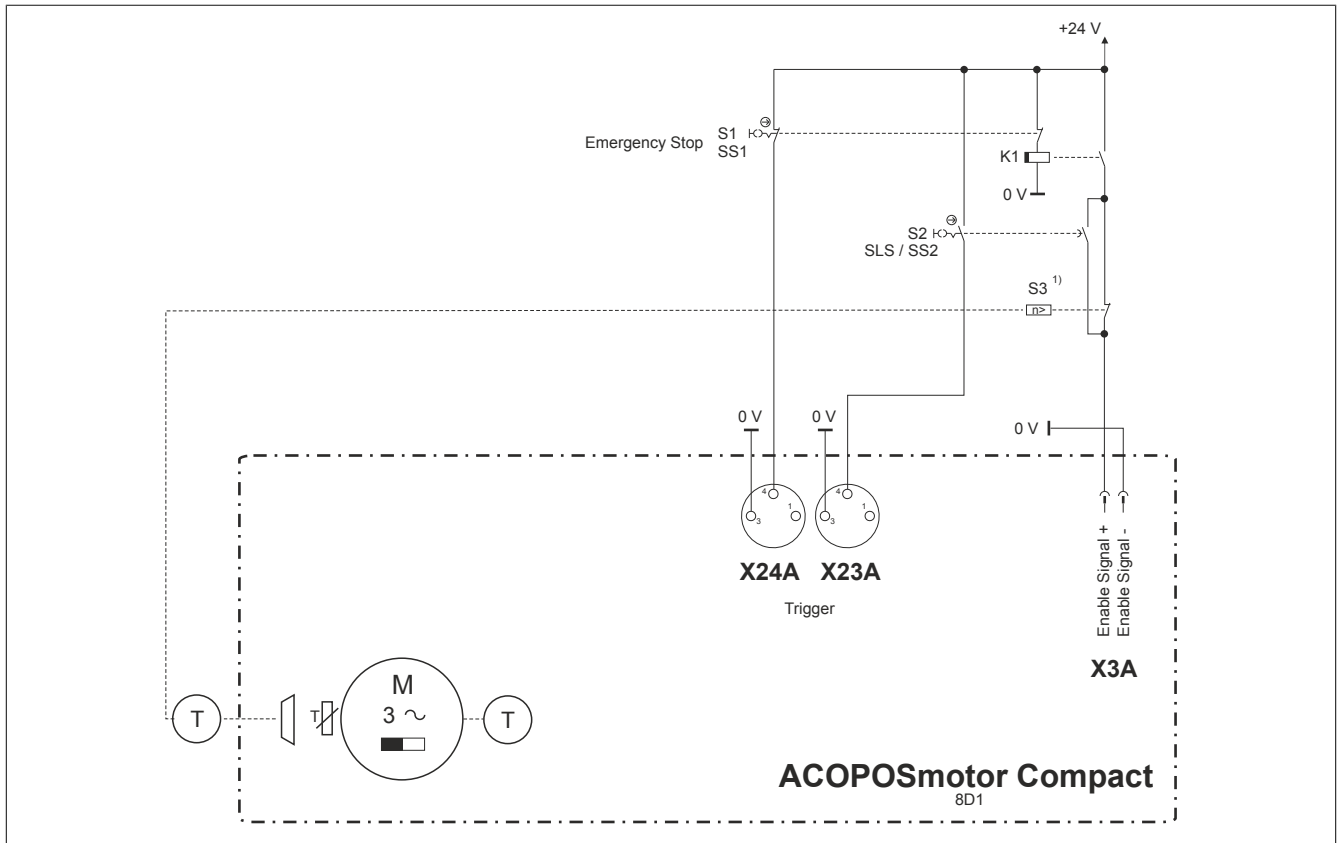 +24 V
Emergency Stop
S1
SS1
K1
0 V
S2
SLS / SS2
S3 1)
n>
0 V
0 V
0 V
4
1
3
4
1
3
X24A
X23A
Trigger
Enable Signal +
Enable Signal -
X3A
T
T
M
3 ~
T
ACOPOSmotor Compact
8D1